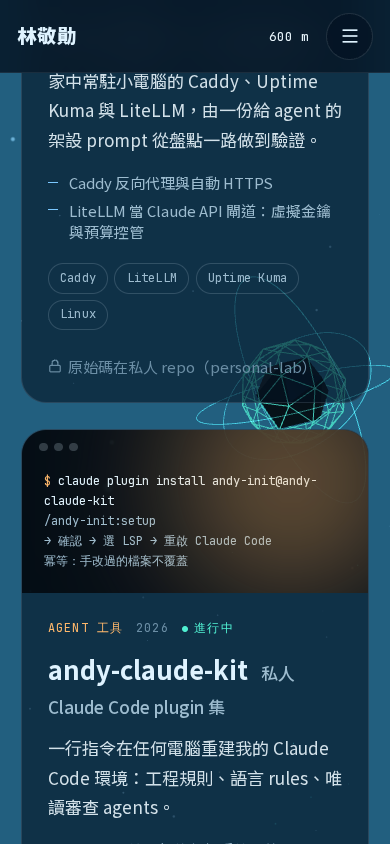 林敬勛
600 m
家中常駐小電腦的 Caddy、Uptime
Kuma 與 LiteLLM，由一份給 agent 的
架設 prompt 從盤點一路做到驗證。
Caddy 反向代理與自動 HTTPS
LiteLLM 當 Claude API 閘道：虛擬金鑰
與預算控管
Caddy
LiteLLM
Uptime Kuma
Linux
原始碼在私人 repo（personal-lab）
$ claude plugin install andy-init@andy-
claude-kit
/andy-init:setup
→ 確認 → 選 LSP → 重啟 Claude Code
冪等：手改過的檔案不覆蓋
AGENT 工具 2026 ● 進行中
andy-claude-kit 私人
Claude Code plugin 集
一行指令在任何電腦重建我的 Claude
Code 環境：工程規則、語言 rules、唯
讀審查 agents。